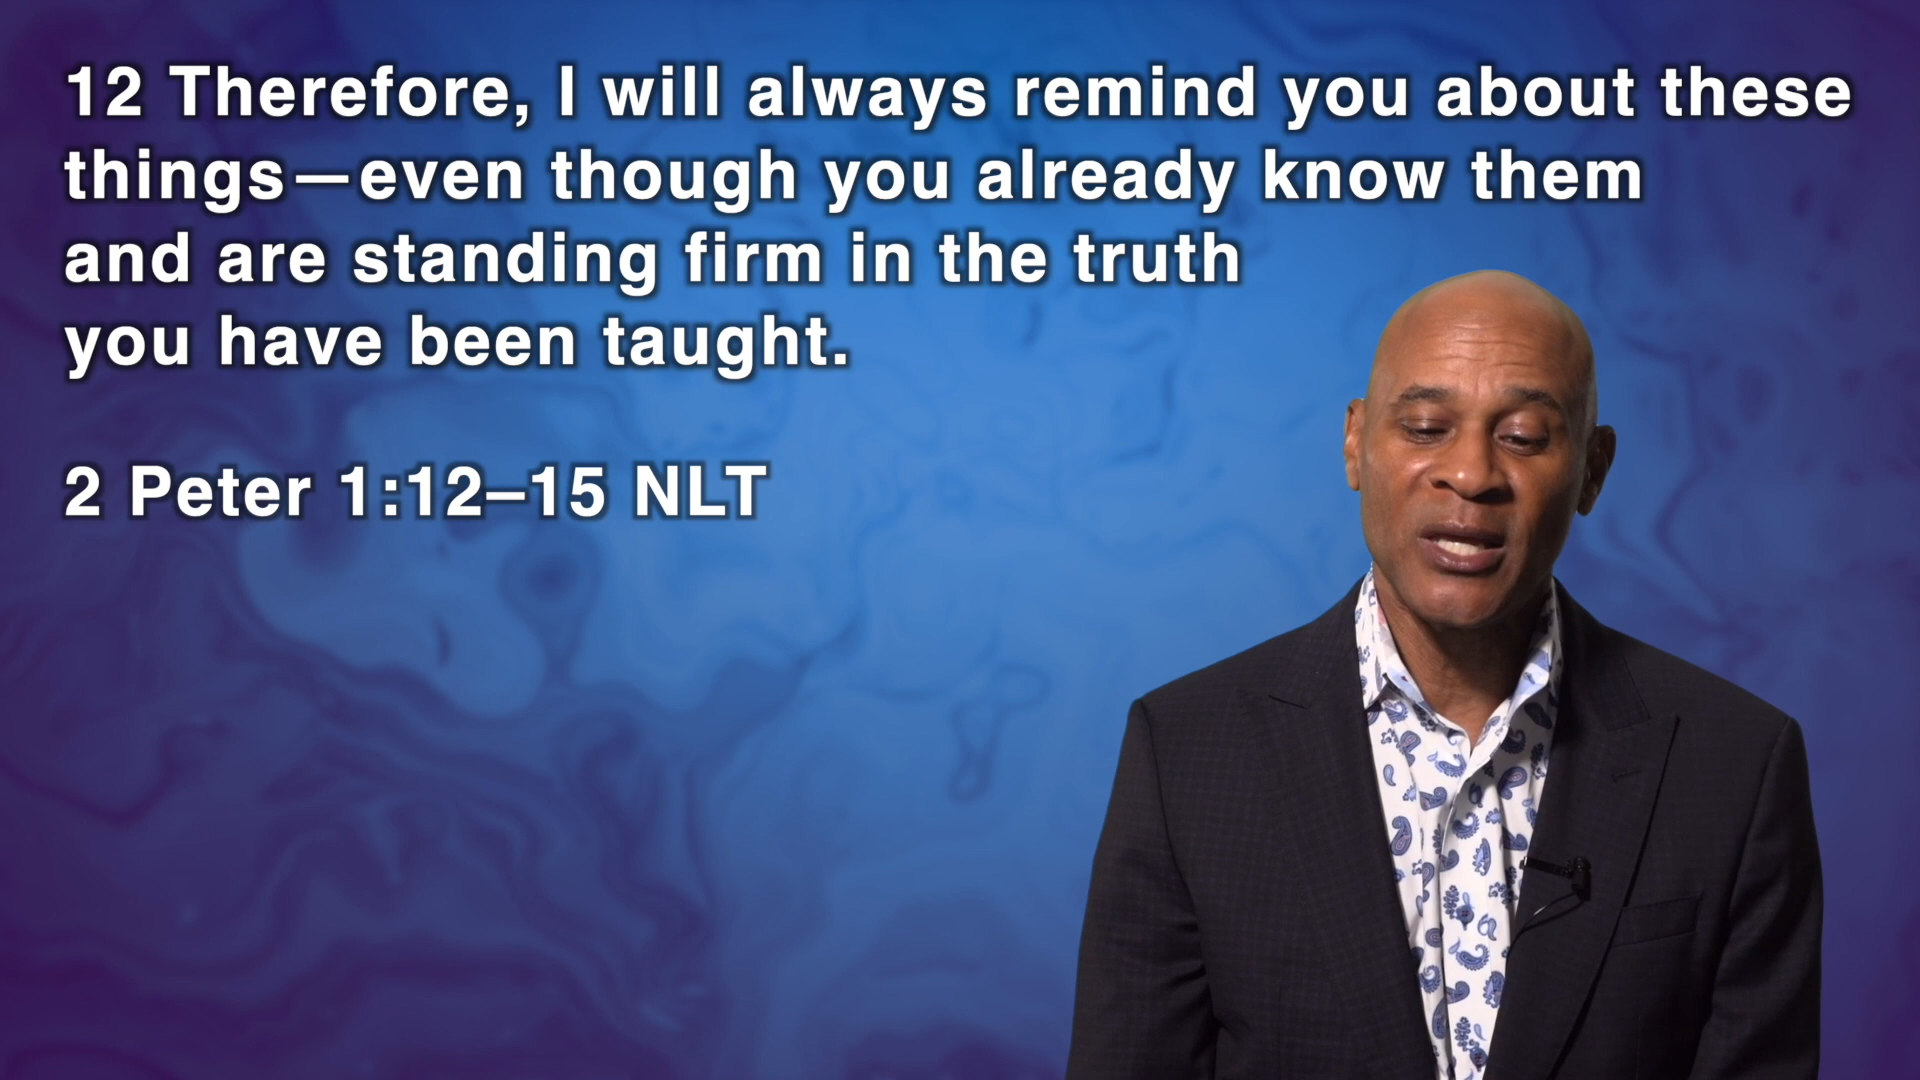 12 Therefore, I will always remind you about these
things—even though you already know them
and are standing firm in the truth
you have been taught.
2 Peter 1:12–15 NLT